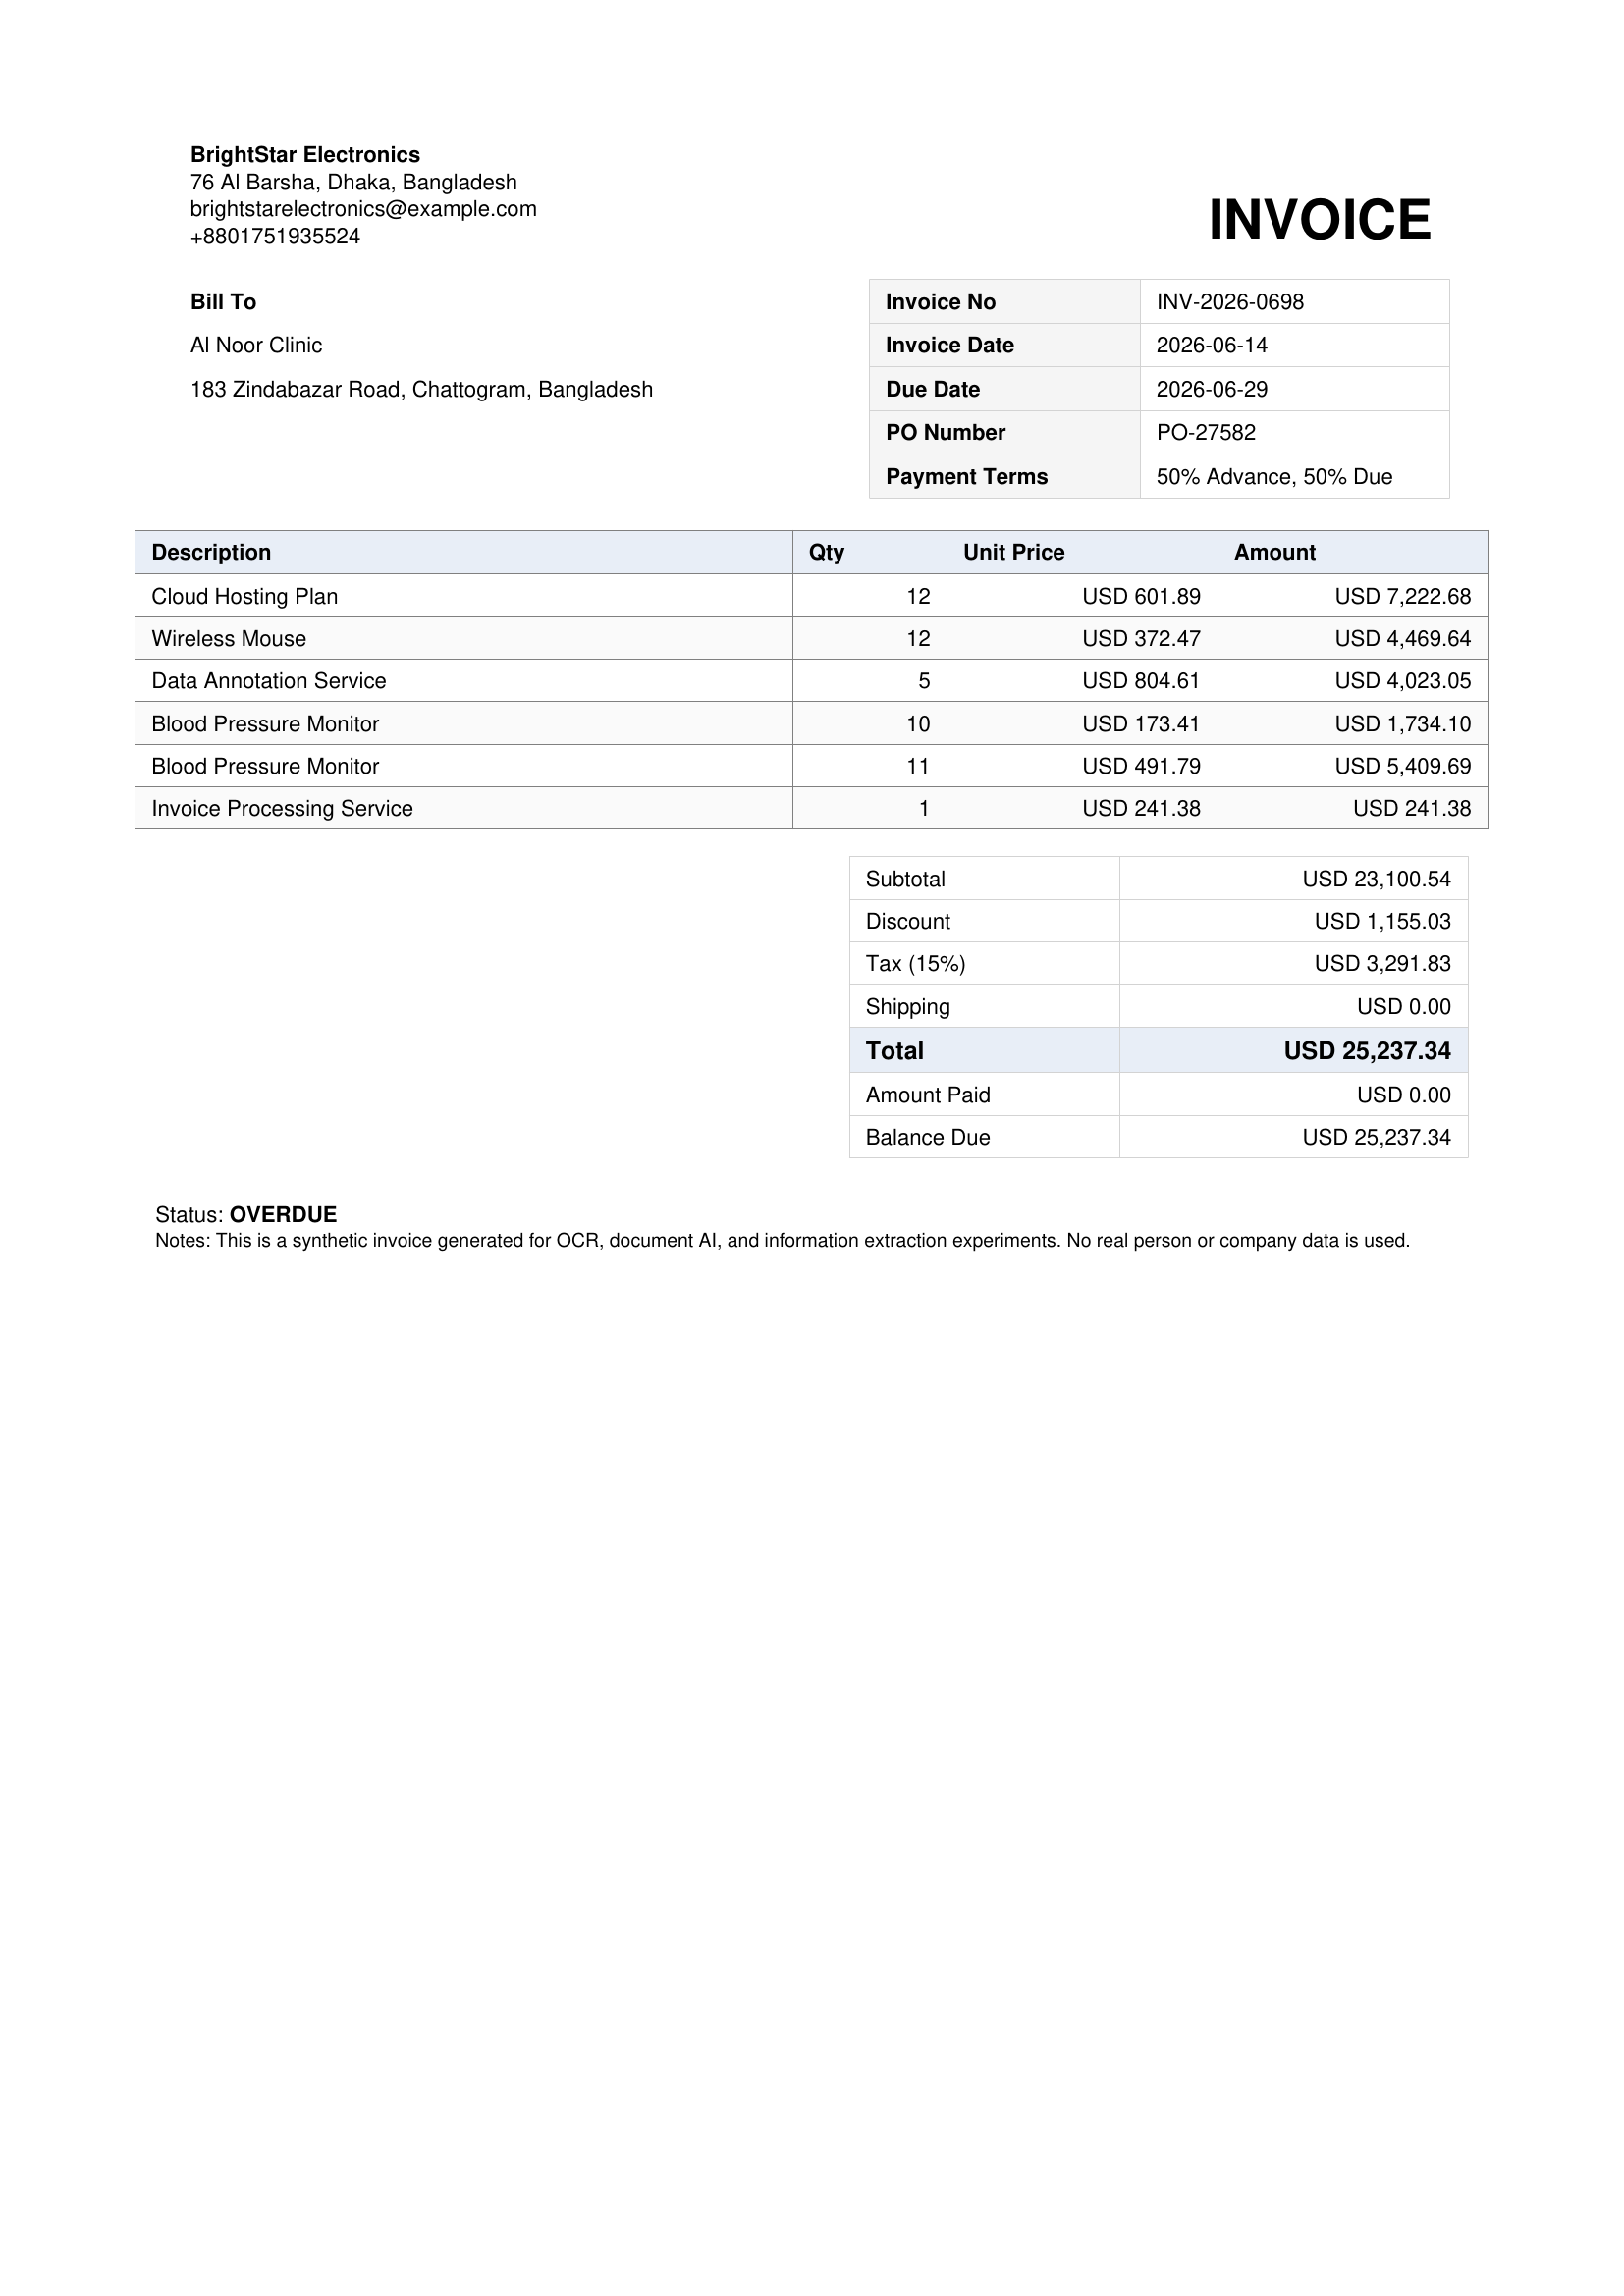 BrightStar Electronics
76 Al Barsha, Dhaka, Bangladesh
brightstarelectronics@example.com
+8801751935524
INVOICE
Bill To
Al Noor Clinic
183 Zindabazar Road, Chattogram, Bangladesh
Invoice No INV-2026-0698
Invoice Date 2026-06-14
Due Date 2026-06-29
PO Number PO-27582
Payment Terms 50% Advance, 50% Due
Description Qty Unit Price Amount
Cloud Hosting Plan 12 USD 601.89 USD 7,222.68
Wireless Mouse 12 USD 372.47 USD 4,469.64
Data Annotation Service 5 USD 804.61 USD 4,023.05
Blood Pressure Monitor 10 USD 173.41 USD 1,734.10
Blood Pressure Monitor 11 USD 491.79 USD 5,409.69
Invoice Processing Service 1 USD 241.38 USD 241.38
Subtotal USD 23,100.54
Discount USD 1,155.03
Tax (15%) USD 3,291.83
Shipping USD 0.00
Total USD 25,237.34
Amount Paid USD 0.00
Balance Due USD 25,237.34
Status: OVERDUE
Notes: This is a synthetic invoice generated for OCR, document AI, and information extraction experiments. No real person or company data is used.